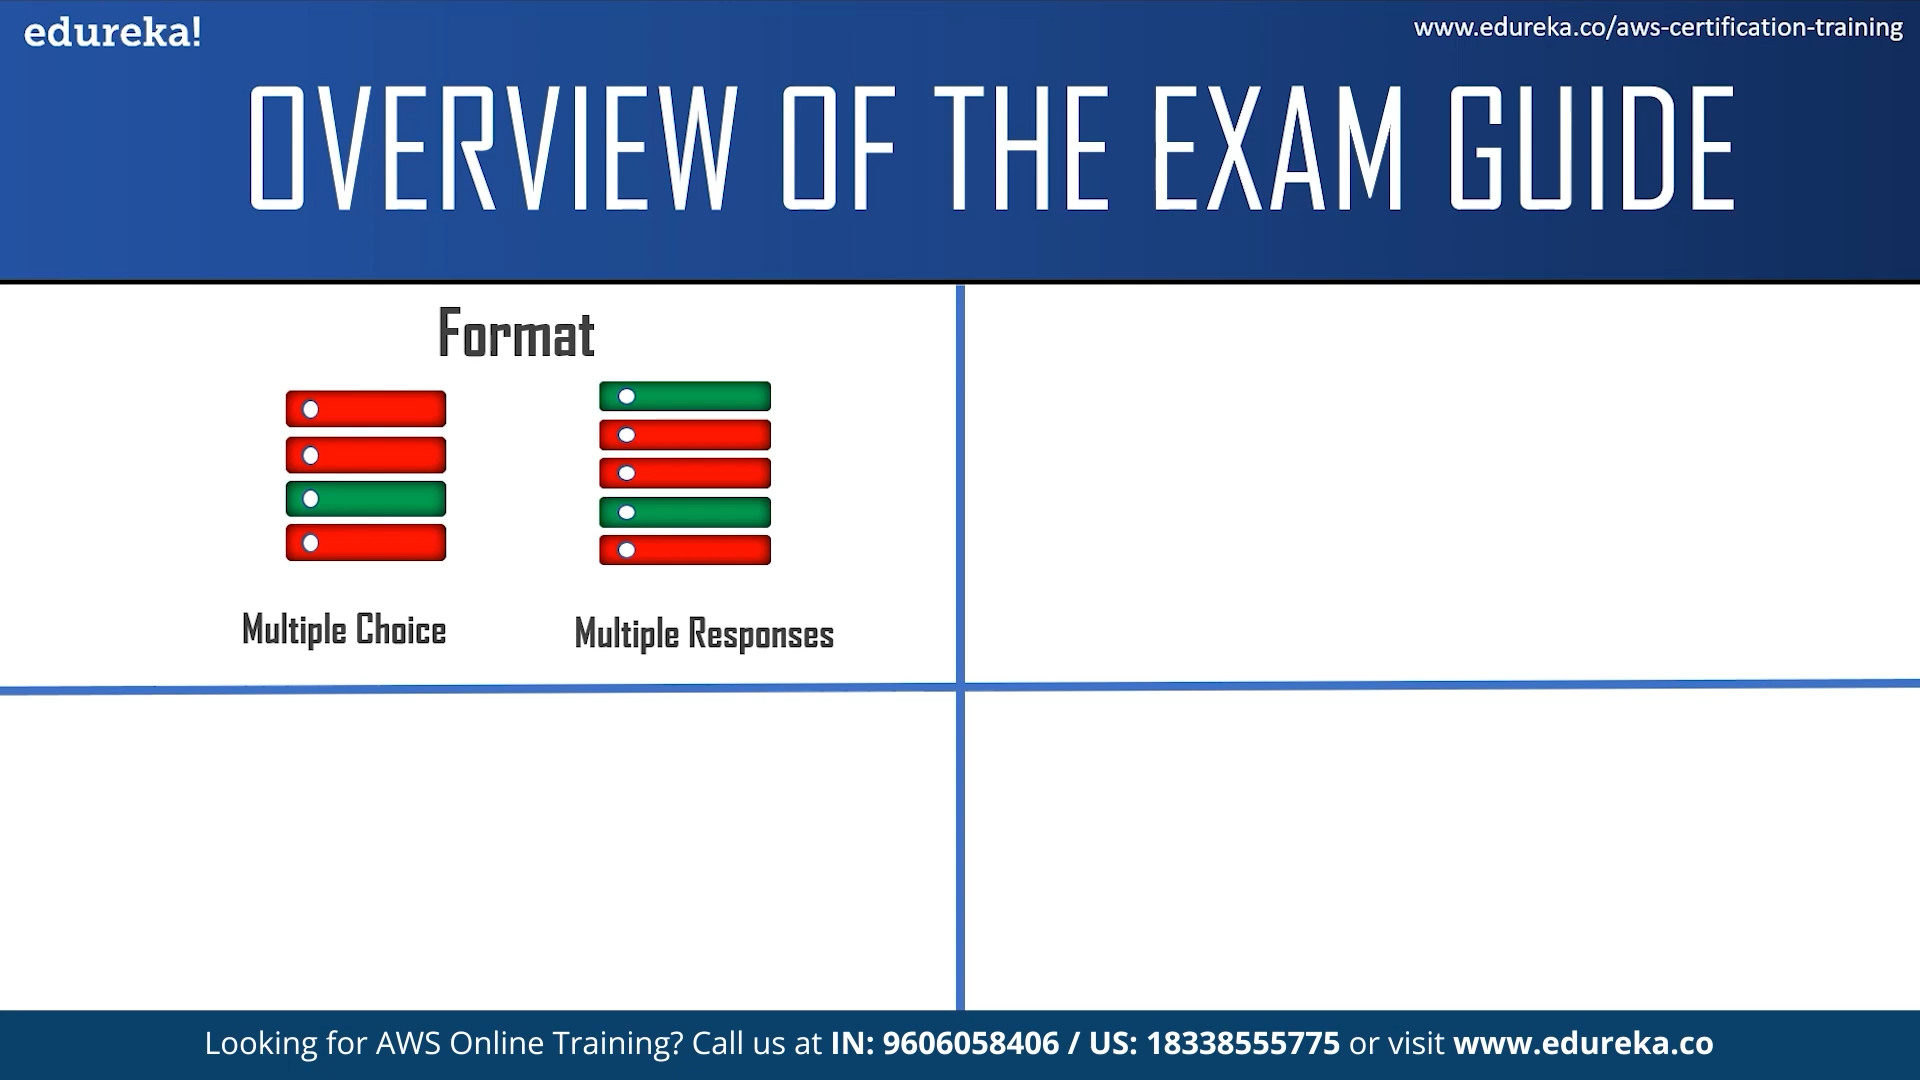 edureka!
www.edureka.co/aws-certification-training
OVERVIEW OF THE EXAM GUIDE
Format
Multiple Choice
Multiple Responses
Looking for AWS Online Training? Call us at IN: 9606058406 / US: 18338555775 or visit www.edureka.co